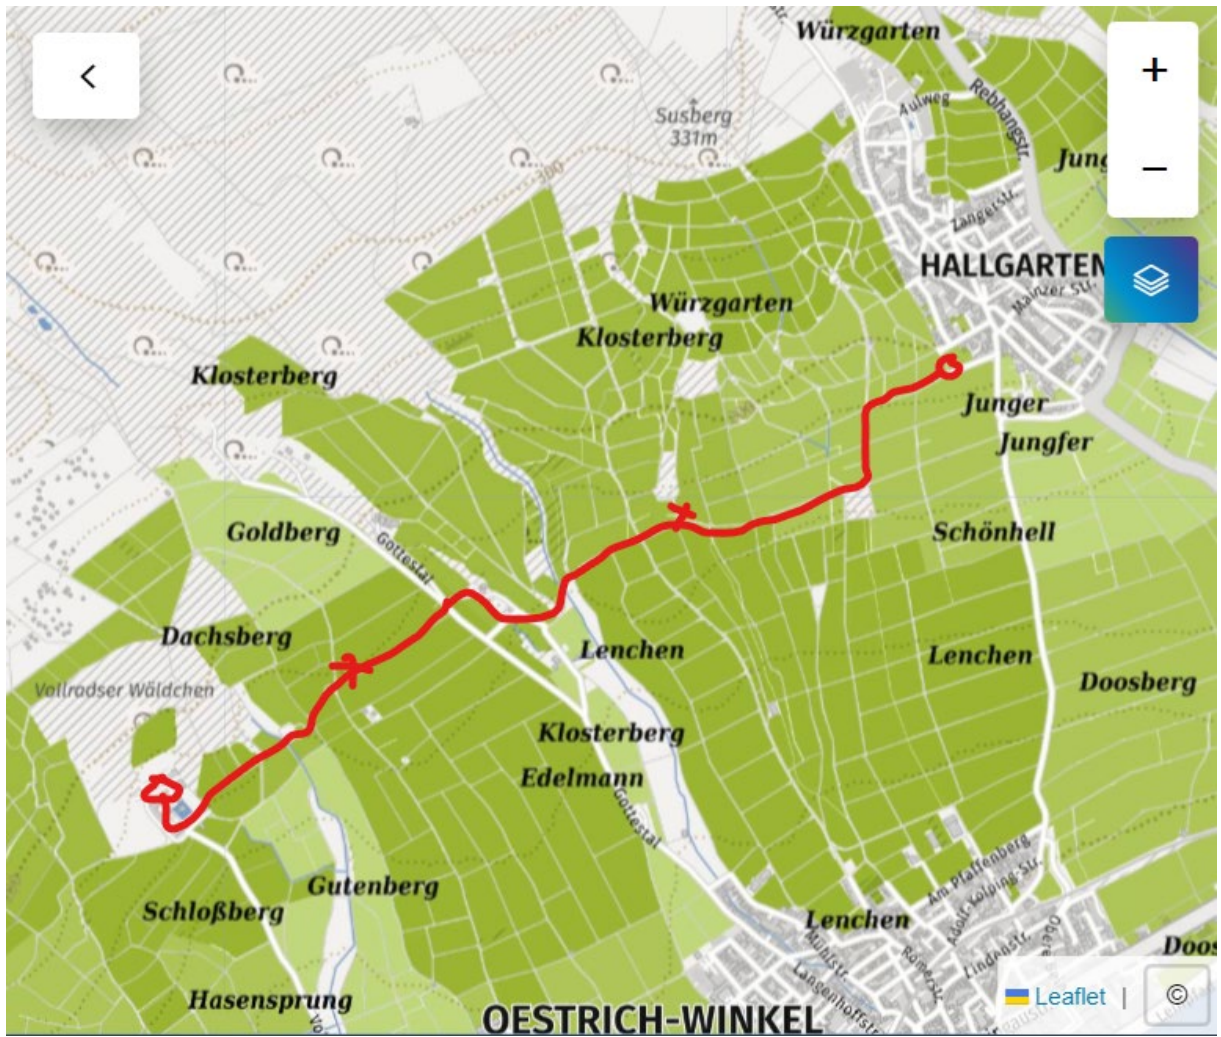 Würzgarten
Aulweg
Rebhangstr.
Susberg
331m
Jung
Zangerstr.
300
HALLGARTEN
Mainzer Str.
Würzgarten
Klosterberg
Klosterberg
Junger
Jungfer
Goldberg
Schönhell
Gottestal
Dachsberg
Lenchen
Lenchen
Doosberg
Vollradser Wäldchen
Klosterberg
Edelmann
Gottestal
Gutenberg
Am Pfaffenberg
Adolf-Kolping-Str.
Schloßberg
Lenchen
Mühlstr.
Römerstr.
Lindenstr.
Doos
Langenhoffstr.
Hasensprung
OESTRICH-WINKEL
+
−
Leaflet | ©